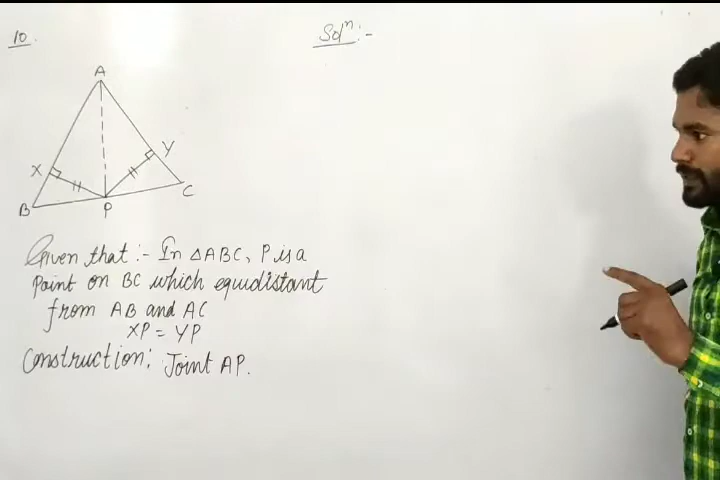 10.
Solⁿ:-
A
X
Y
B
P
C
Given that :- In △ABC, P is a
Point on BC which equidistant
from AB and AC
XP = YP
Construction: Joint AP.